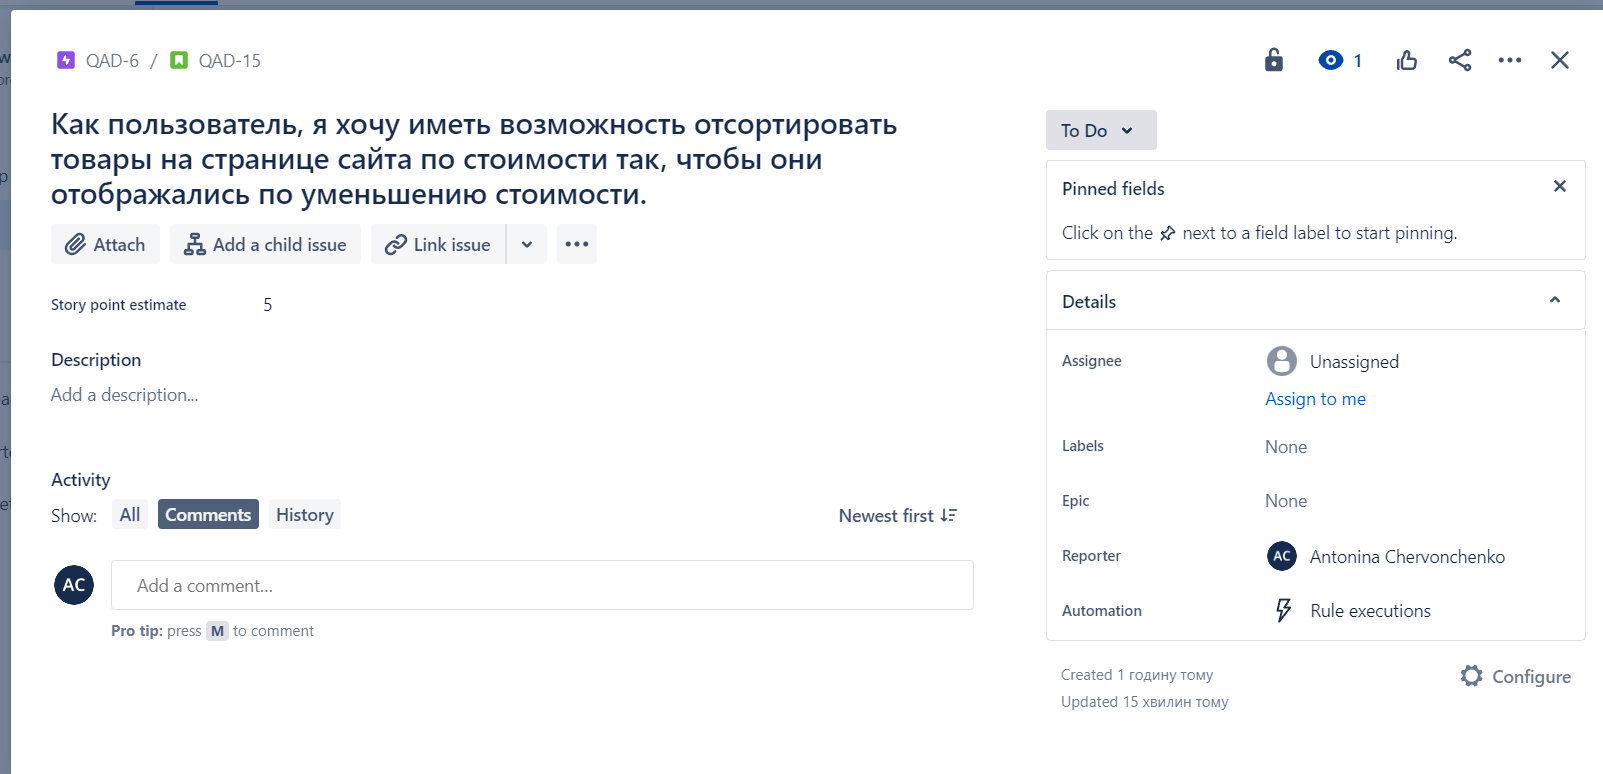 QAD-6 / QAD-15
1
Как пользователь, я хочу иметь возможность отсортировать
товары на странице сайта по стоимости так, чтобы они
отображались по уменьшению стоимости.
Attach
Add a child issue
Link issue
Story point estimate 5
Description
Add a description...
Activity
Show: All Comments History
Newest first
AC
Add a comment...
Pro tip: press M to comment
To Do
Pinned fields
Click on the next to a field label to start pinning.
Details
Assignee Unassigned
Assign to me
Labels None
Epic None
Reporter AC Antonina Chervonchenko
Automation Rule executions
Created 1 годину тому
Updated 15 хвилин тому
Configure